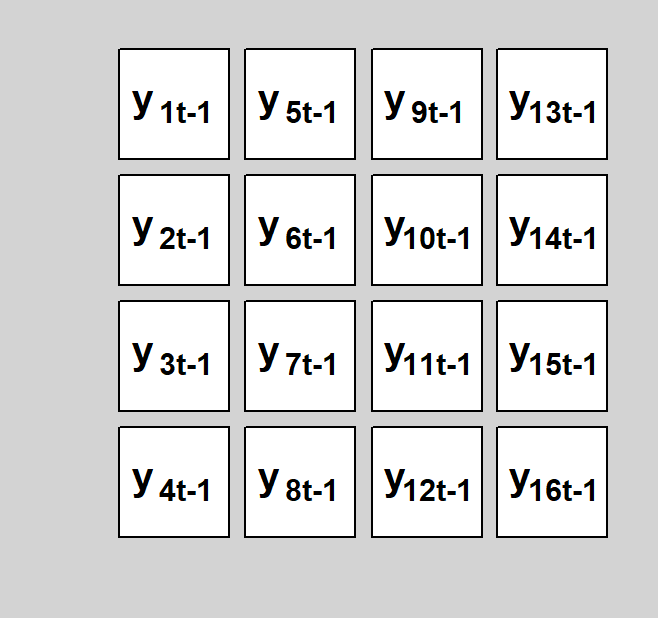 y 1t-1 y 5t-1 y 9t-1 y13t-1
y 2t-1 y 6t-1 y10t-1 y14t-1
y 3t-1 y 7t-1 y11t-1 y15t-1
y 4t-1 y 8t-1 y12t-1 y16t-1